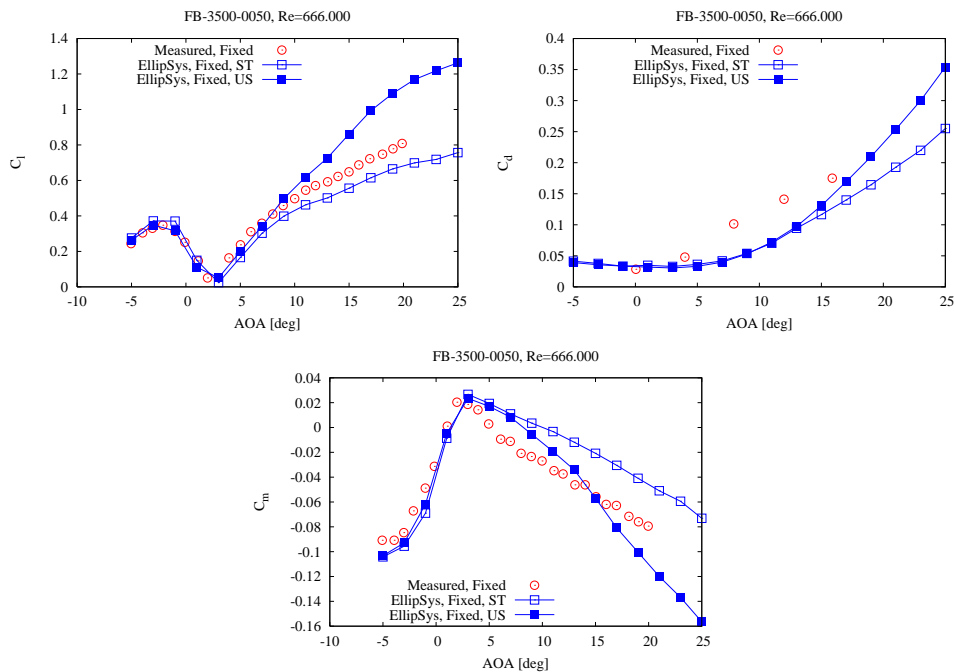 FB-3500-0050, Re=666.000
Measured, Fixed
EllipSys, Fixed, ST
EllipSys, Fixed, US
1.4
1.2
1
0.8
0.6
0.4
0.2
0
C_l
-10 -5 0 5 10 15 20 25
AOA [deg]
FB-3500-0050, Re=666.000
Measured, Fixed
EllipSys, Fixed, ST
EllipSys, Fixed, US
0.4
0.35
0.3
0.25
0.2
0.15
0.1
0.05
0
C_d
-5 0 5 10 15 20 25
AOA [deg]
FB-3500-0050, Re=666.000
0.04
0.02
0
-0.02
-0.04
-0.06
-0.08
-0.1
-0.12
-0.14
-0.16
C_m
Measured, Fixed
EllipSys, Fixed, ST
EllipSys, Fixed, US
-10 -5 0 5 10 15 20 25
AOA [deg]